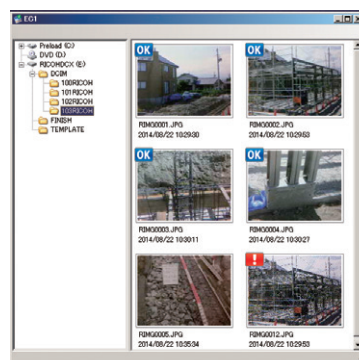 EG1
Preload (C)
DVD (D)
RICOHDCX (E)
DCIM
100RICOH
101RICOH
102RICOH
103RICOH
FINISH
TEMPLATE
OK
OK
RIMG0001.JPG
RIMG0002.JPG
2014/08/22 10:29:30
2014/08/22 10:29:53
OK
OK
RIMG0003.JPG
RIMG0004.JPG
2014/08/22 10:30:11
2014/08/22 10:30:27
!
RIMG0005.JPG
RIMG0012.JPG
2014/08/22 10:35:34
2014/08/22 10:29:53